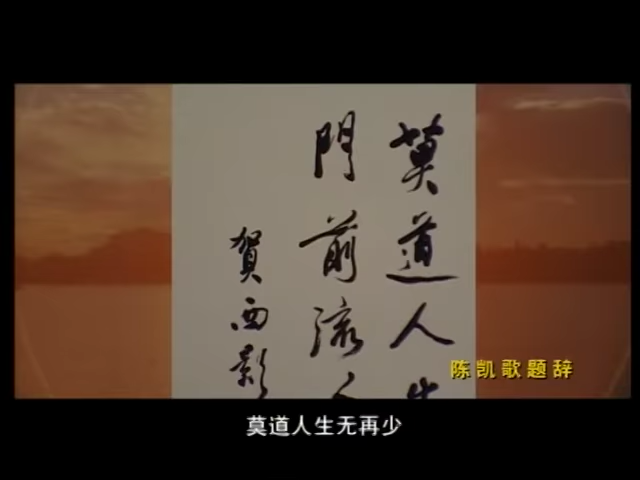 莫道人生
門前流
賀西影
陈凯歌题辞
莫道人生无再少